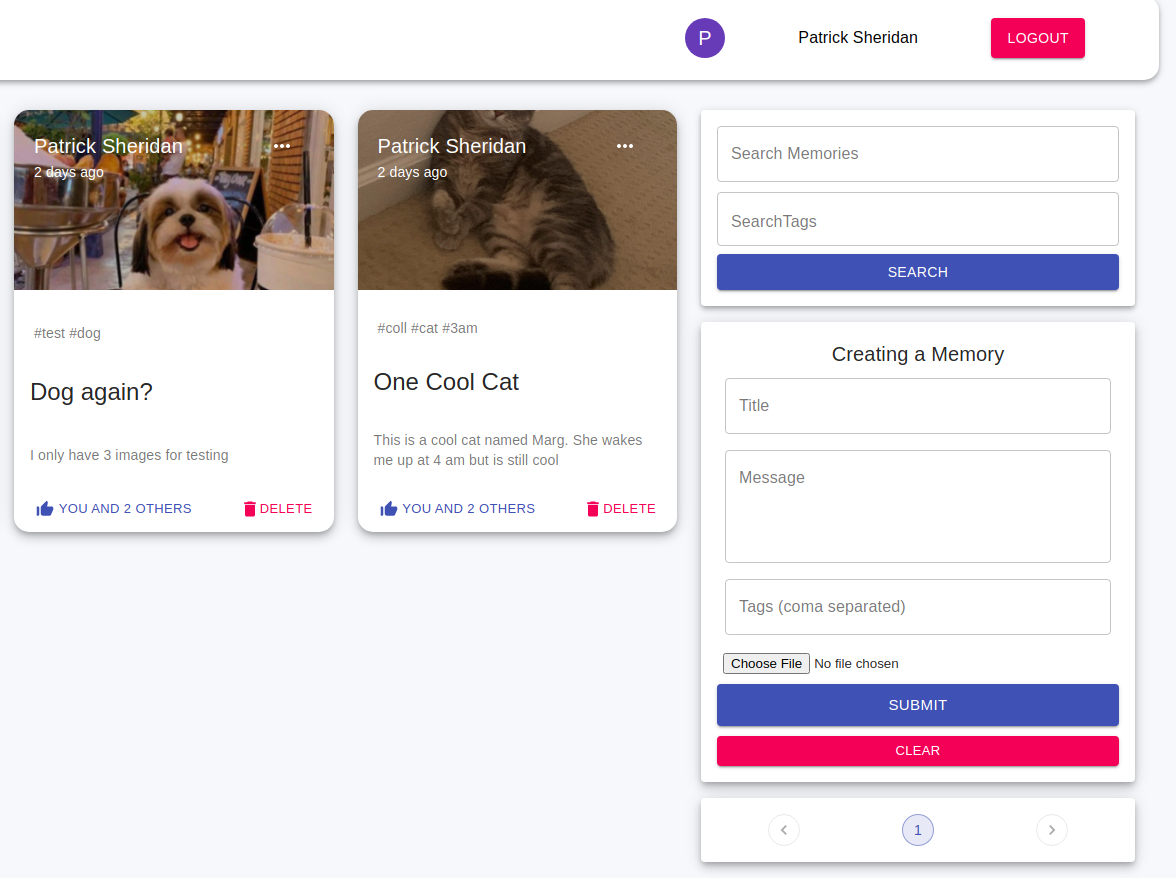 P
Patrick Sheridan
LOGOUT
Patrick Sheridan
2 days ago
#test #dog
Dog again?
I only have 3 images for testing
YOU AND 2 OTHERS
DELETE
Patrick Sheridan
2 days ago
#coll #cat #3am
One Cool Cat
This is a cool cat named Marg. She wakes
me up at 4 am but is still cool
YOU AND 2 OTHERS
DELETE
Search Memories
SearchTags
SEARCH
Creating a Memory
Title
Message
Tags (coma separated)
Choose File No file chosen
SUBMIT
CLEAR
1